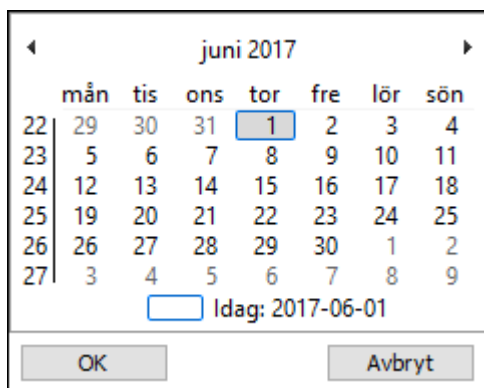 juni 2017
mån tis ons tor fre lör sön
22 29 30 31 1 2 3 4
23 5 6 7 8 9 10 11
24 12 13 14 15 16 17 18
25 19 20 21 22 23 24 25
26 26 27 28 29 30 1 2
27 3 4 5 6 7 8 9
Idag: 2017-06-01
OK Avbryt